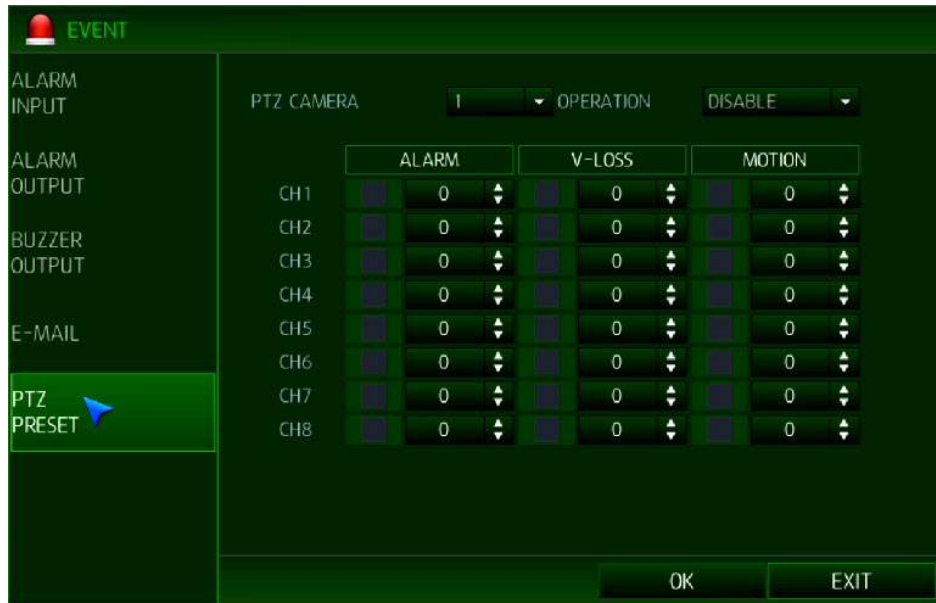 EVENT
ALARM
INPUT
ALARM
OUTPUT
BUZZER
OUTPUT
E-MAIL
PTZ
PRESET
PTZ CAMERA 1 OPERATION DISABLE
ALARM V-LOSS MOTION
CH1 0 0 0
CH2 0 0 0
CH3 0 0 0
CH4 0 0 0
CH5 0 0 0
CH6 0 0 0
CH7 0 0 0
CH8 0 0 0
OK EXIT